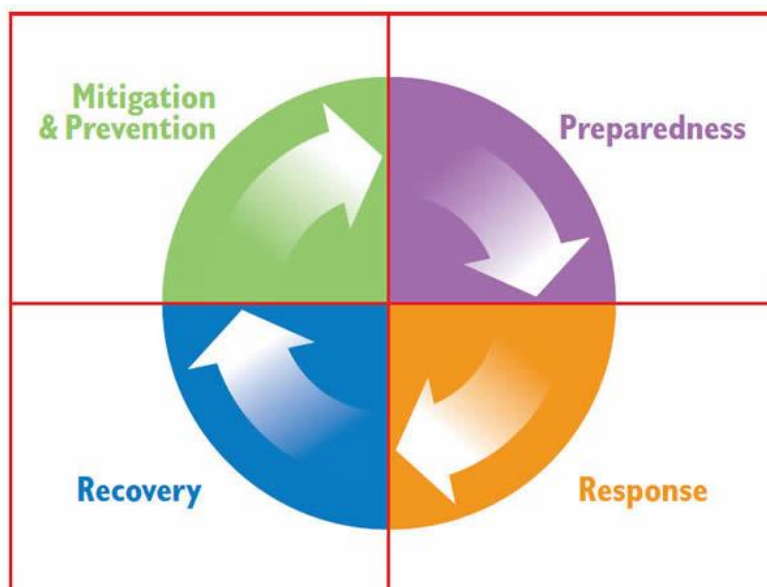 Mitigation
& Prevention
Preparedness
Recovery
Response